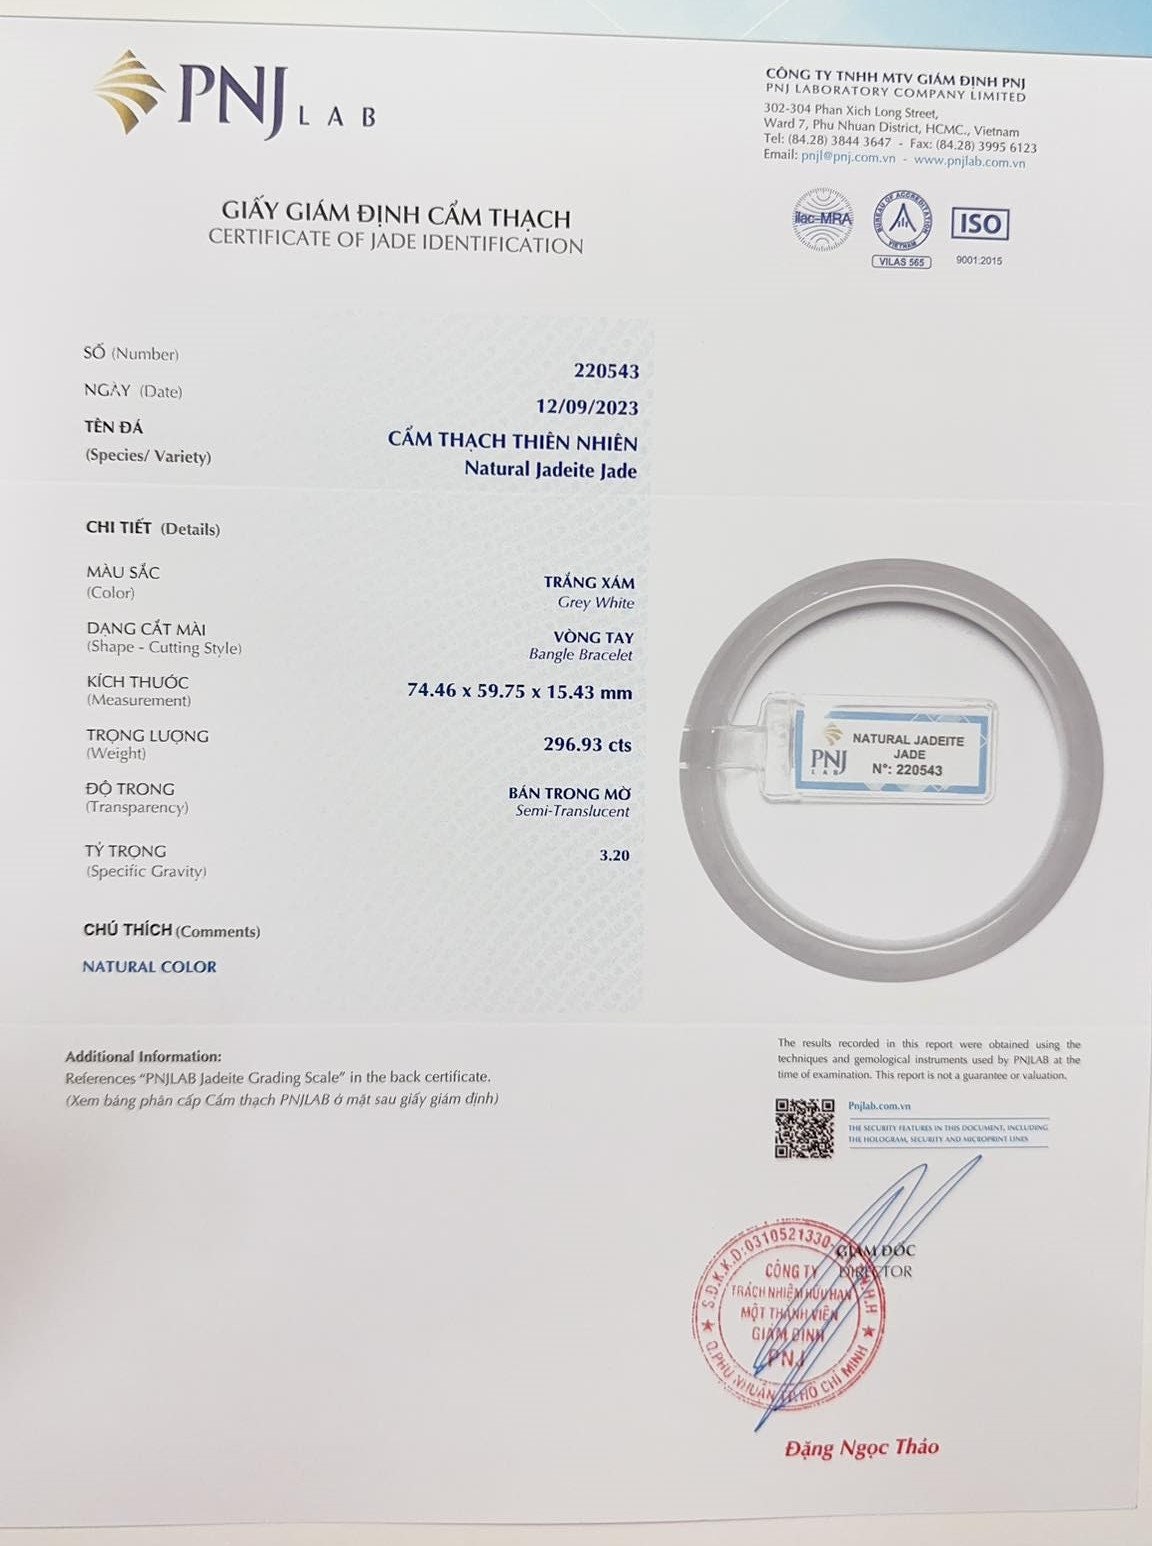 PNJ LAB
CÔNG TY TNHH MTV GIÁM ĐỊNH PNJ
PNJ LABORATORY COMPANY LIMITED
302-304 Phan Xich Long Street,
Ward 7, Phu Nhuan District, HCMC., Vietnam
Tel: (84.28) 3844 3647 - Fax: (84.28) 3995 6123
Email: pnjl@pnj.com.vn - www.pnjlab.com.vn
ilac-MRA
BUREAU OF ACCREDITATION
VIETNAM
VILAS 565
ISO
9001:2015
GIẤY GIÁM ĐỊNH CẨM THẠCH
CERTIFICATE OF JADE IDENTIFICATION
SỐ (Number)
220543
NGÀY (Date)
12/09/2023
TÊN ĐÁ
(Species/ Variety)
CẨM THẠCH THIÊN NHIÊN
Natural Jadeite Jade
CHI TIẾT (Details)
MÀU SẮC
(Color)
TRẮNG XÁM
Grey White
DẠNG CẮT MÀI
(Shape - Cutting Style)
VÒNG TAY
Bangle Bracelet
KÍCH THƯỚC
(Measurement)
74.46 x 59.75 x 15.43 mm
TRỌNG LƯỢNG
(Weight)
296.93 cts
ĐỘ TRONG
(Transparency)
BÁN TRONG MỜ
Semi-Translucent
TỶ TRỌNG
(Specific Gravity)
3.20
CHÚ THÍCH (Comments)
NATURAL COLOR
PNJ
LAB
NATURAL JADEITE
JADE
N°: 220543
Additional Information:
References “PNJLAB Jadeite Grading Scale” in the back certificate.
(Xem bảng phân cấp Cẩm thạch PNJLAB ở mặt sau giấy giám định)
The results recorded in this report were obtained using the
techniques and gemological instruments used by PNJLAB at the
time of examination. This report is not a guarantee or valuation.
Pnjlab.com.vn
THE SECURITY FEATURES IN THIS DOCUMENT, INCLUDING
THE HOLOGRAM, SECURITY AND MICROPRINT LINES
GIÁM ĐỐC
DIRECTOR
S.Đ.K.K.D:0310521330-
CÔNG TY
TRÁCH NHIỆM HỮU HẠN
MỘT THÀNH VIÊN
GIÁM ĐỊNH
PNJ
Q.PHÚ NHUẬN TP.HỒ CHÍ MINH
Đặng Ngọc Thảo